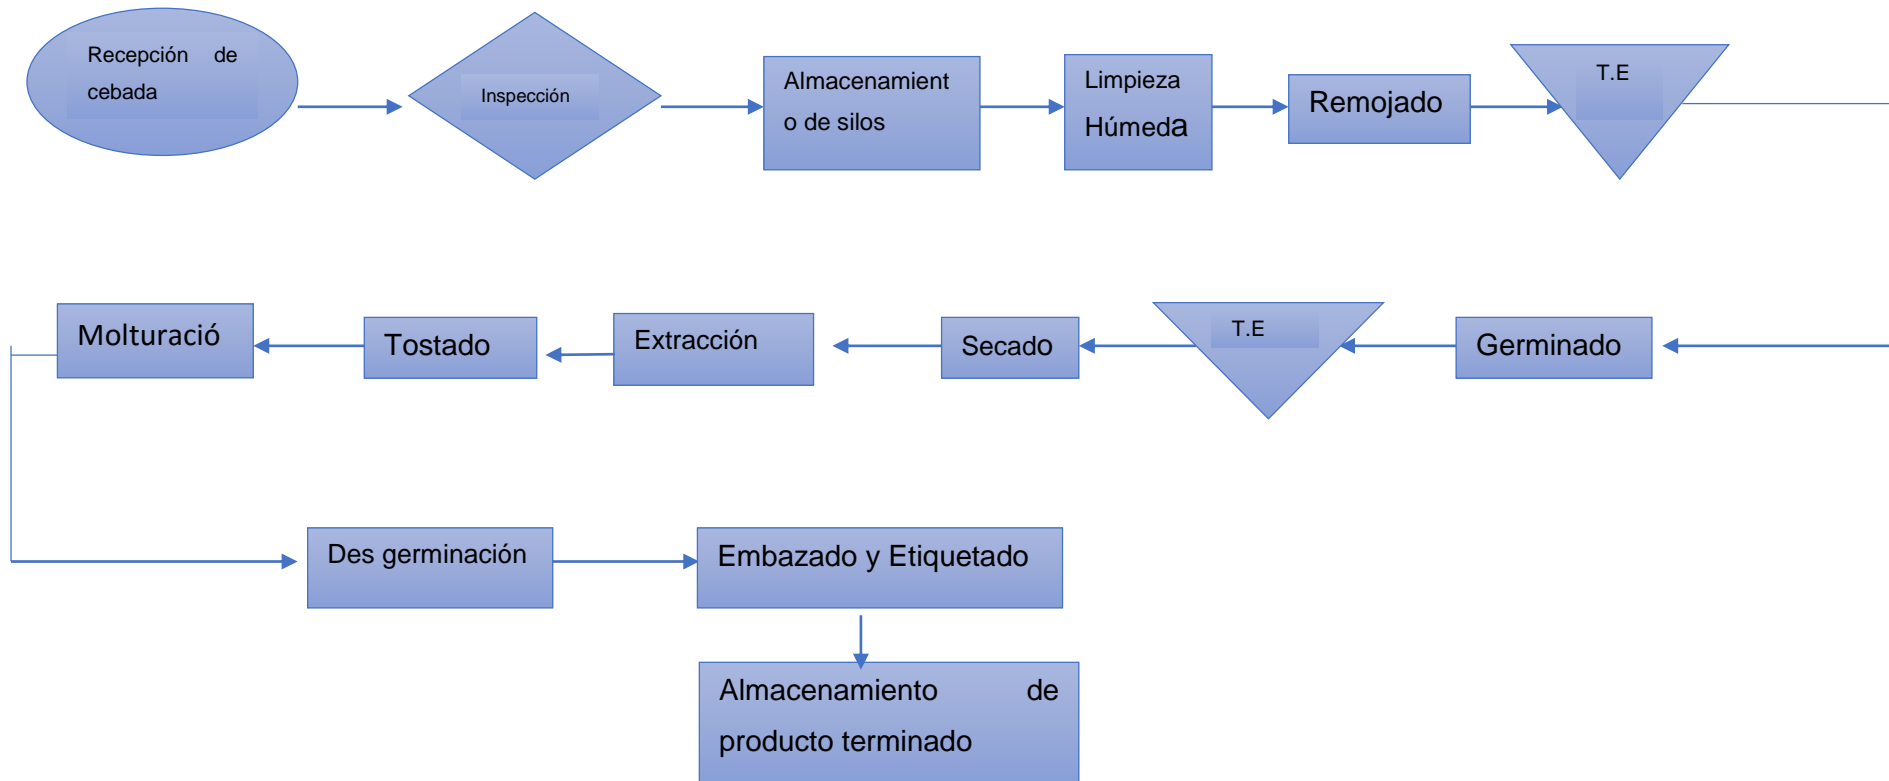 Recepción de
cebada
Inspección
Almacenamient
o de silos
Limpieza
Húmeda
Remojado
T.E
Molturació
Tostado
Extracción
Secado
T.E
Germinado
Des germinación
Embazado y Etiquetado
Almacenamiento de
producto terminado